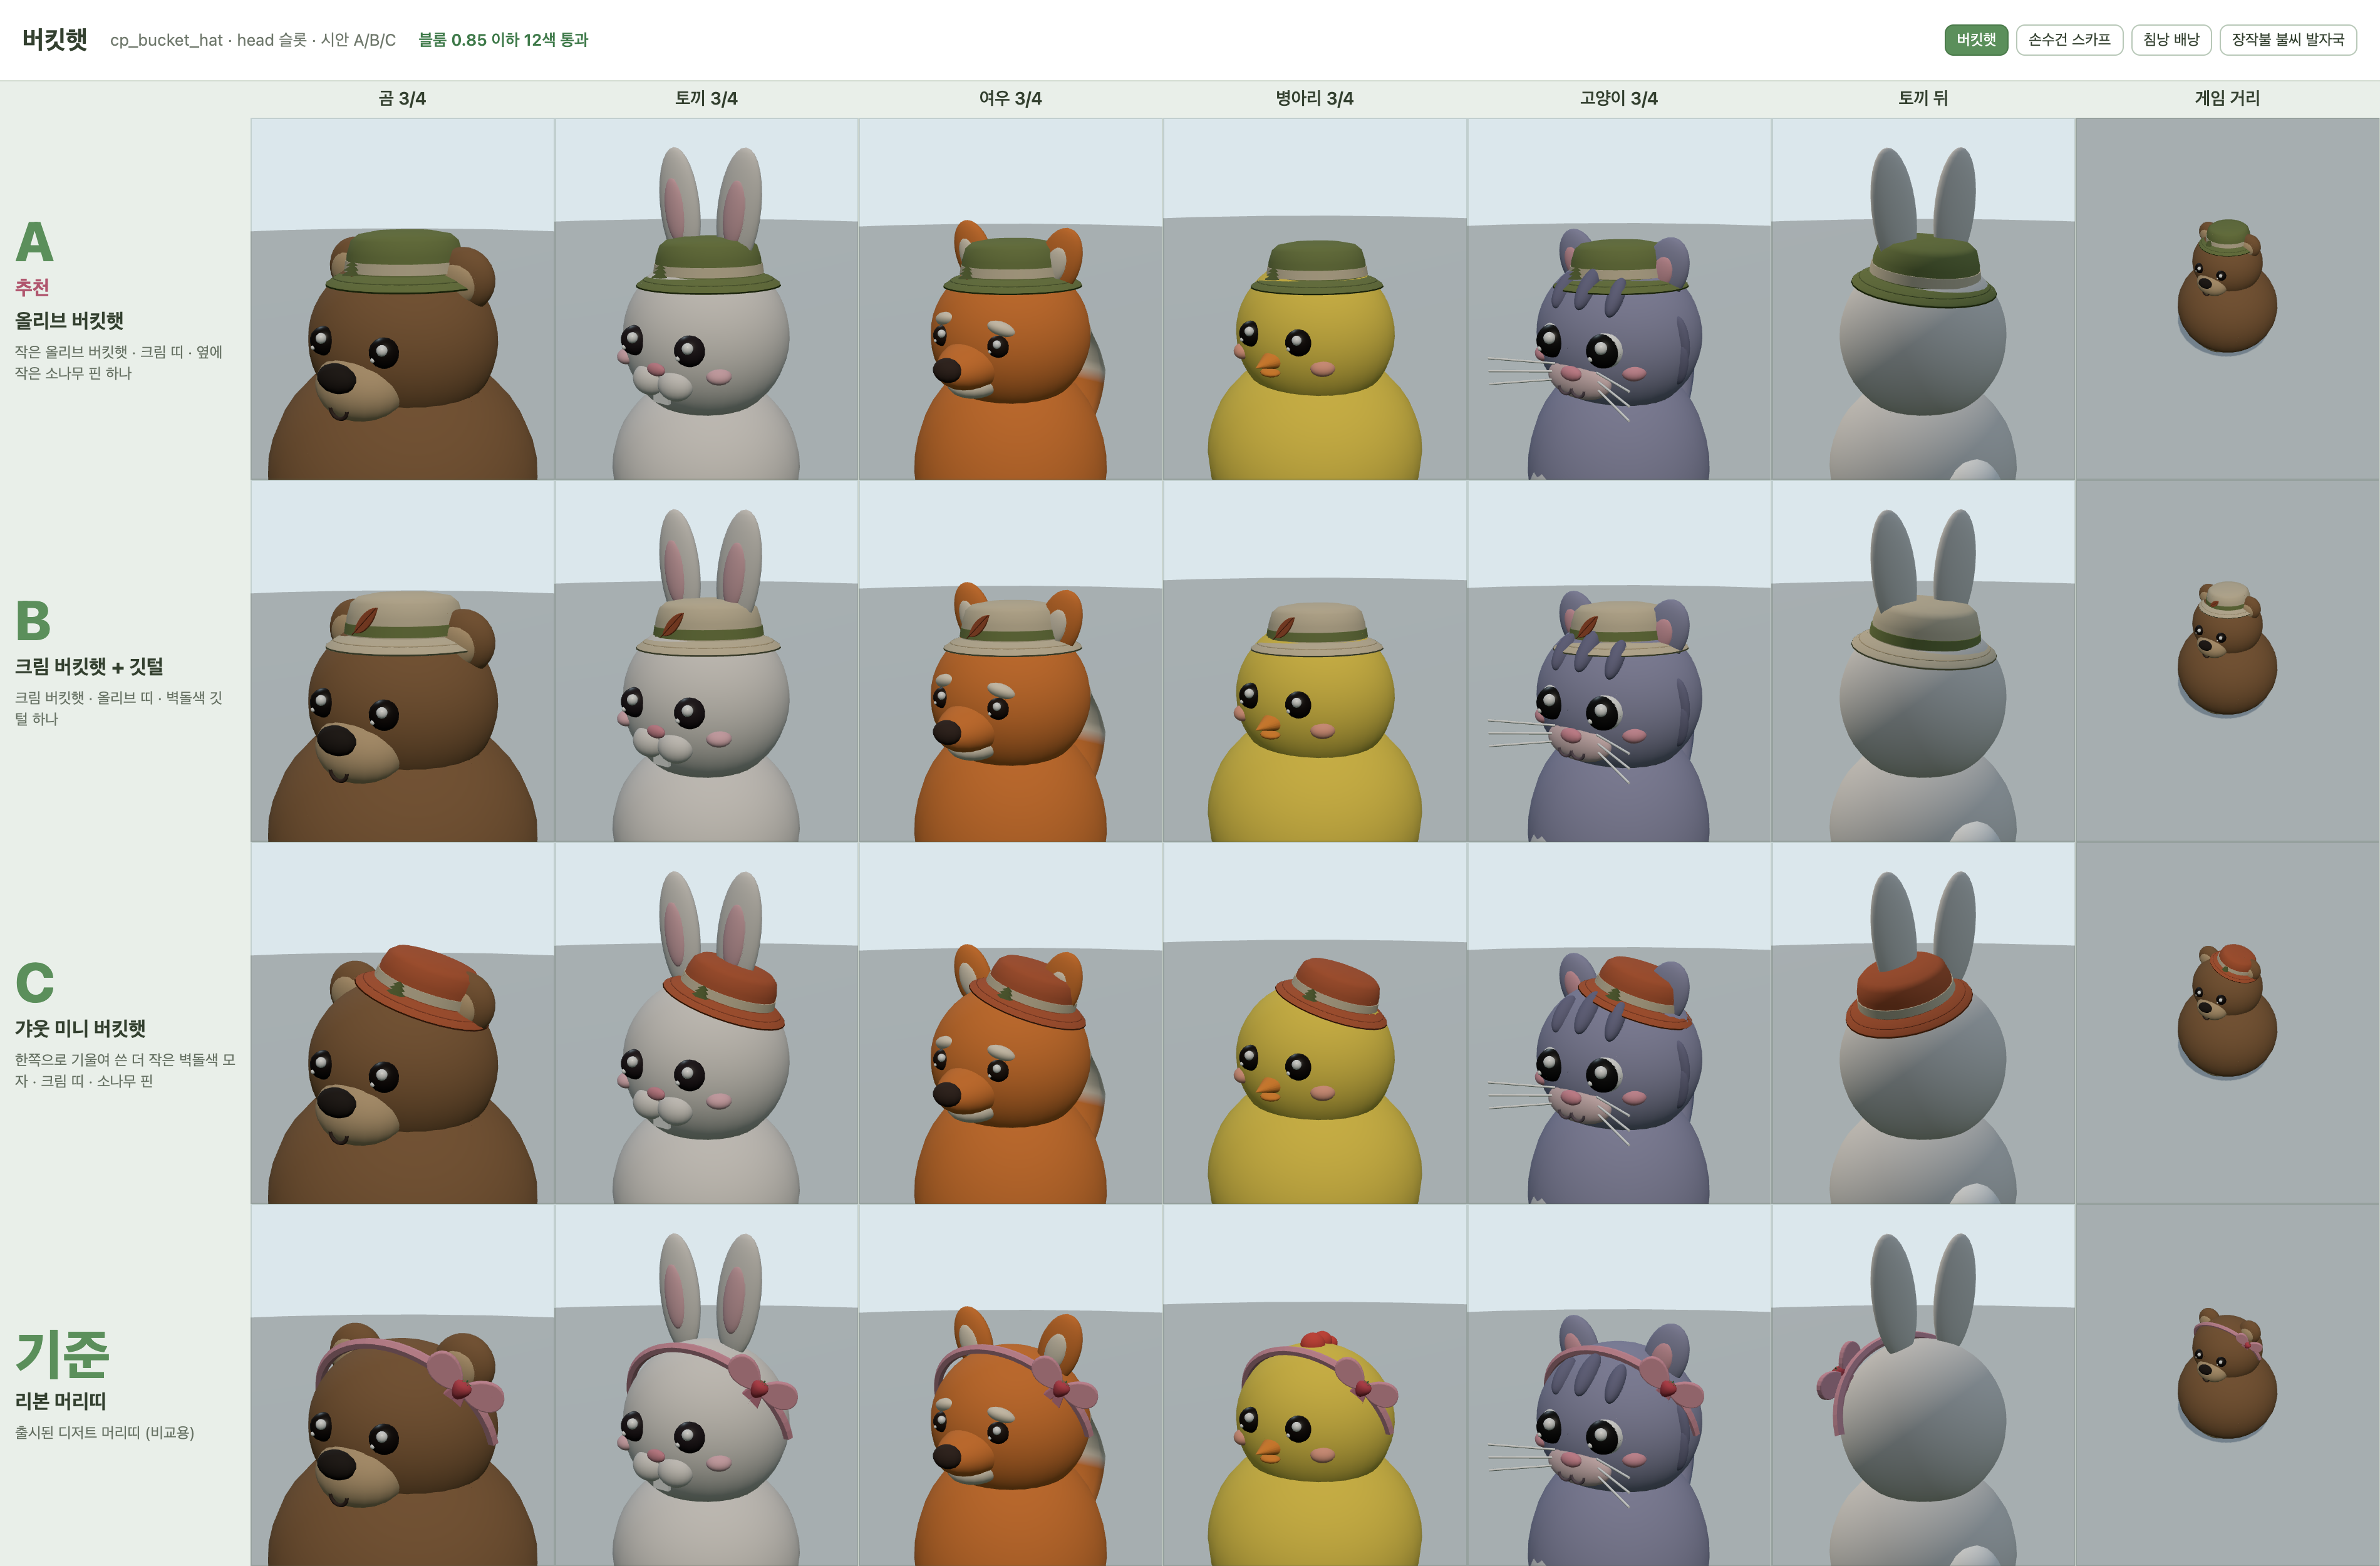 버킷햇
cp_bucket_hat · head 슬롯 · 시안 A/B/C
블룸 0.85 이하 12색 통과
버킷햇
손수건 스카프
침낭 배낭
장작불 불씨 발자국
곰 3/4
토끼 3/4
여우 3/4
병아리 3/4
고양이 3/4
토끼 뒤
게임 거리
A
추천
올리브 버킷햇
작은 올리브 버킷햇 · 크림 띠 · 옆에
작은 소나무 핀 하나
B
크림 버킷햇 + 깃털
크림 버킷햇 · 올리브 띠 · 벽돌색 깃
털 하나
C
갸웃 미니 버킷햇
한쪽으로 기울여 쓴 더 작은 벽돌색 모
자 · 크림 띠 · 소나무 핀
기준
리본 머리띠
출시된 디저트 머리띠 (비교용)